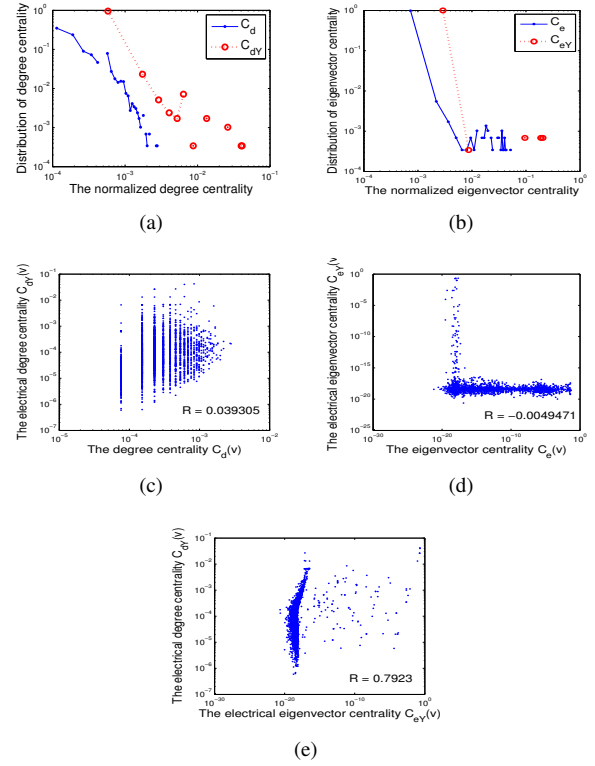 Distribution of degree centrality
10^0
10^-1
10^-2
10^-3
10^-4
C_d
C_dY
10^-4
10^-3
10^-2
10^-1
The normalized degree centrality
(a)
Distribution of eigenvector centrality
10^0
10^-1
10^-2
10^-3
10^-4
C_e
C_eY
10^-4
10^-3
10^-2
10^-1
10^0
The normalized eigenvector centrality
(b)
The electrical degree centrality C_dY(v)
10^-1
10^-2
10^-3
10^-4
10^-5
10^-6
10^-7
R = 0.039305
10^-5
10^-4
10^-3
10^-2
The degree centrality C_d(v)
(c)
The electrical eigenvector centrality C_eY(v)
10^0
10^-5
10^-10
10^-15
10^-20
10^-25
R = −0.0049471
10^-30
10^-20
10^-10
10^0
The eigenvector centrality C_e(v)
(d)
The electrical degree centrality C_dY(v)
10^-1
10^-2
10^-3
10^-4
10^-5
10^-6
10^-7
R = 0.7923
10^-30
10^-20
10^-10
10^0
The electrical eigenvector centrality C_eY(v)
(e)